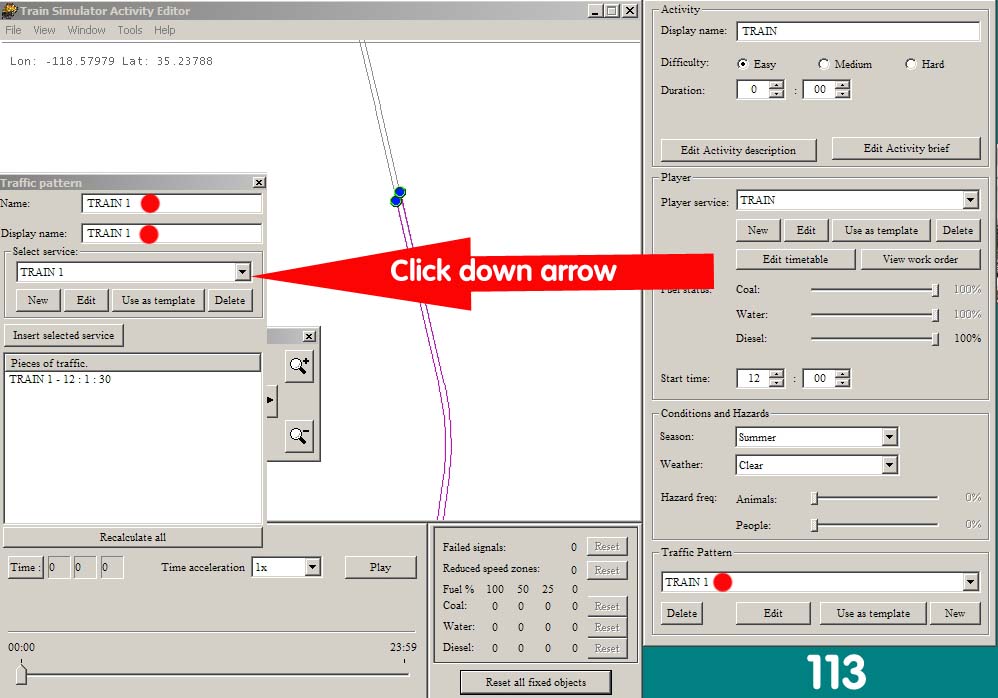 Train Simulator Activity Editor
File View Window Tools Help
Lon: -118.57979 Lat: 35.23788
Traffic pattern
Name: TRAIN 1
Display name: TRAIN 1
Select service:
TRAIN 1
New Edit Use as template Delete
Insert selected service
Pieces of traffic.
TRAIN 1 - 12 : 1 : 30
Recalculate all
Click down arrow
Time : 0 0 0 Time acceleration 1x Play
00:00 23:59
Failed signals: 0 Reset
Reduced speed zones: 0 Reset
Fuel % 100 50 25 0
Coal: 0 0 0 0 Reset
Water: 0 0 0 0 Reset
Diesel: 0 0 0 0 Reset
Reset all fixed objects
Activity
Display name: TRAIN
Difficulty: Easy Medium Hard
Duration: 0 : 00
Edit Activity description Edit Activity brief
Player
Player service: TRAIN
New Edit Use as template Delete
Edit timetable View work order
Fuel status: Coal: 100%
Water: 100%
Diesel: 100%
Start time: 12 : 00
Conditions and Hazards
Season: Summer
Weather: Clear
Hazard freq: Animals: 0%
People: 0%
Traffic Pattern
TRAIN 1
Delete Edit Use as template New
113